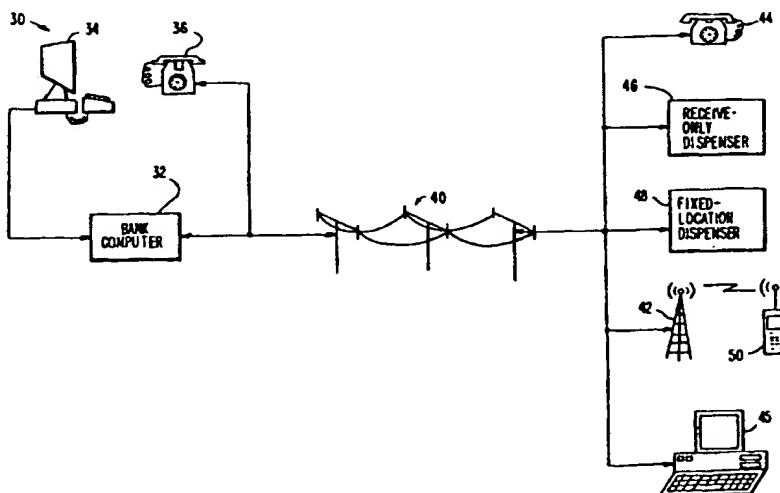 30
34
36
44
46
RECEIVE-
ONLY
DISPENSER
32
BANK
COMPUTER
40
48
FIXED-
LOCATION
DISPENSER
42
50
45